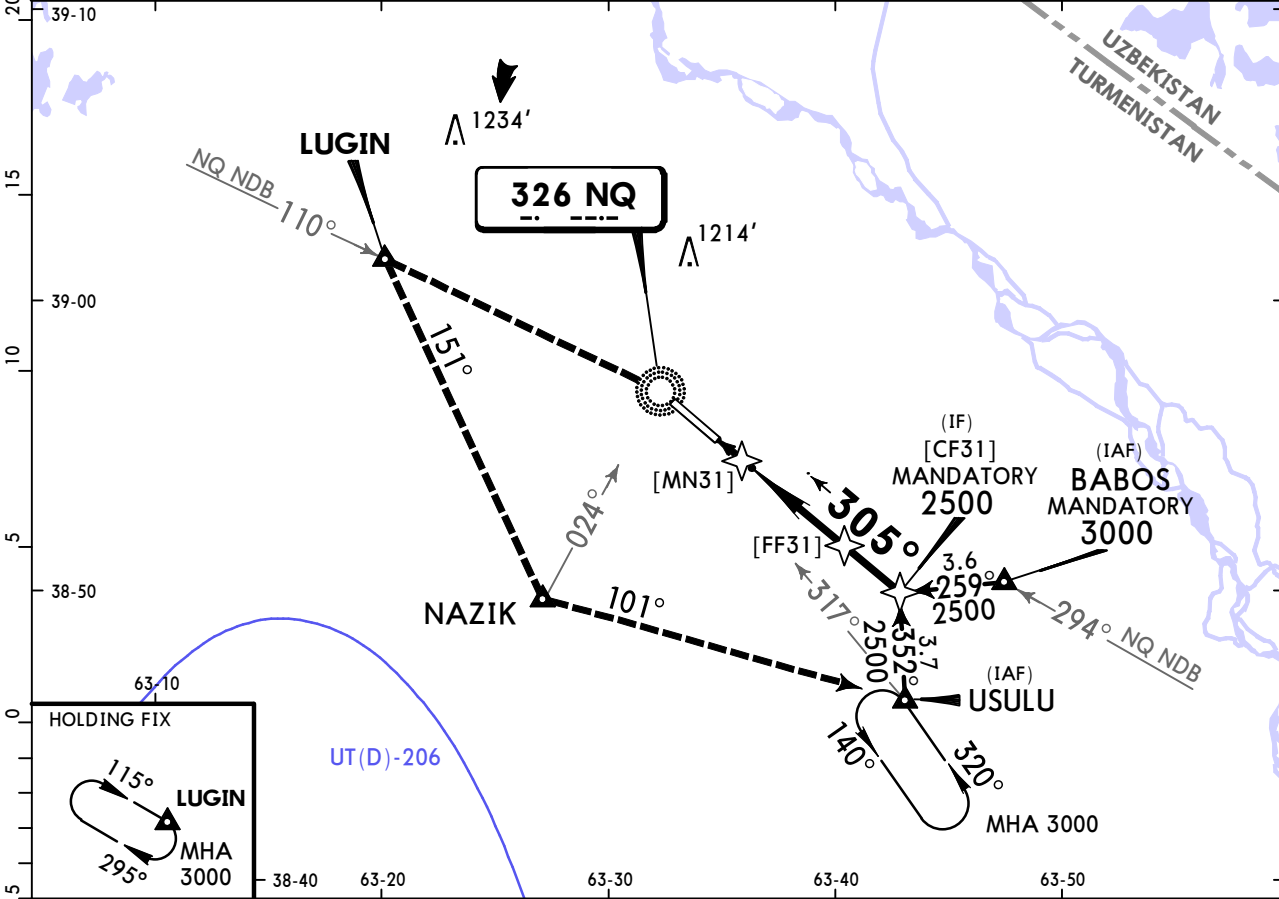 20
39-10
UZBEKISTAN
TURMENISTAN
1234’
LUGIN
NQ NDB
110°
326 NQ
1214’
15
39-00
151°
10
(IF)
[CF31]
MANDATORY
2500
(IAF)
BABOS
MANDATORY
3000
[MN31]
305°
[FF31]
024°
5
3.6
259°
2500
38-50
NAZIK
101°
317°
2500
352°
3.7
294°
NQ NDB
(IAF)
USULU
63-10
0
HOLDING FIX
UT(D)-206
140°
320°
115°
LUGIN
MHA 3000
MHA
3000
295°
5
38-40
63-20
63-30
63-40
63-50